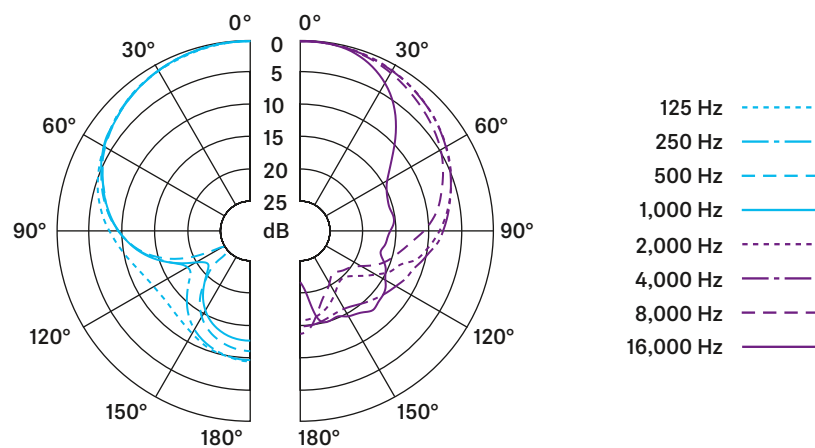 0° 0°
30° 0 30°
5
10
60° 15 60°
20
25
90° dB 90°
120° 120°
150° 150°
180° 180°
125 Hz
250 Hz
500 Hz
1,000 Hz
2,000 Hz
4,000 Hz
8,000 Hz
16,000 Hz